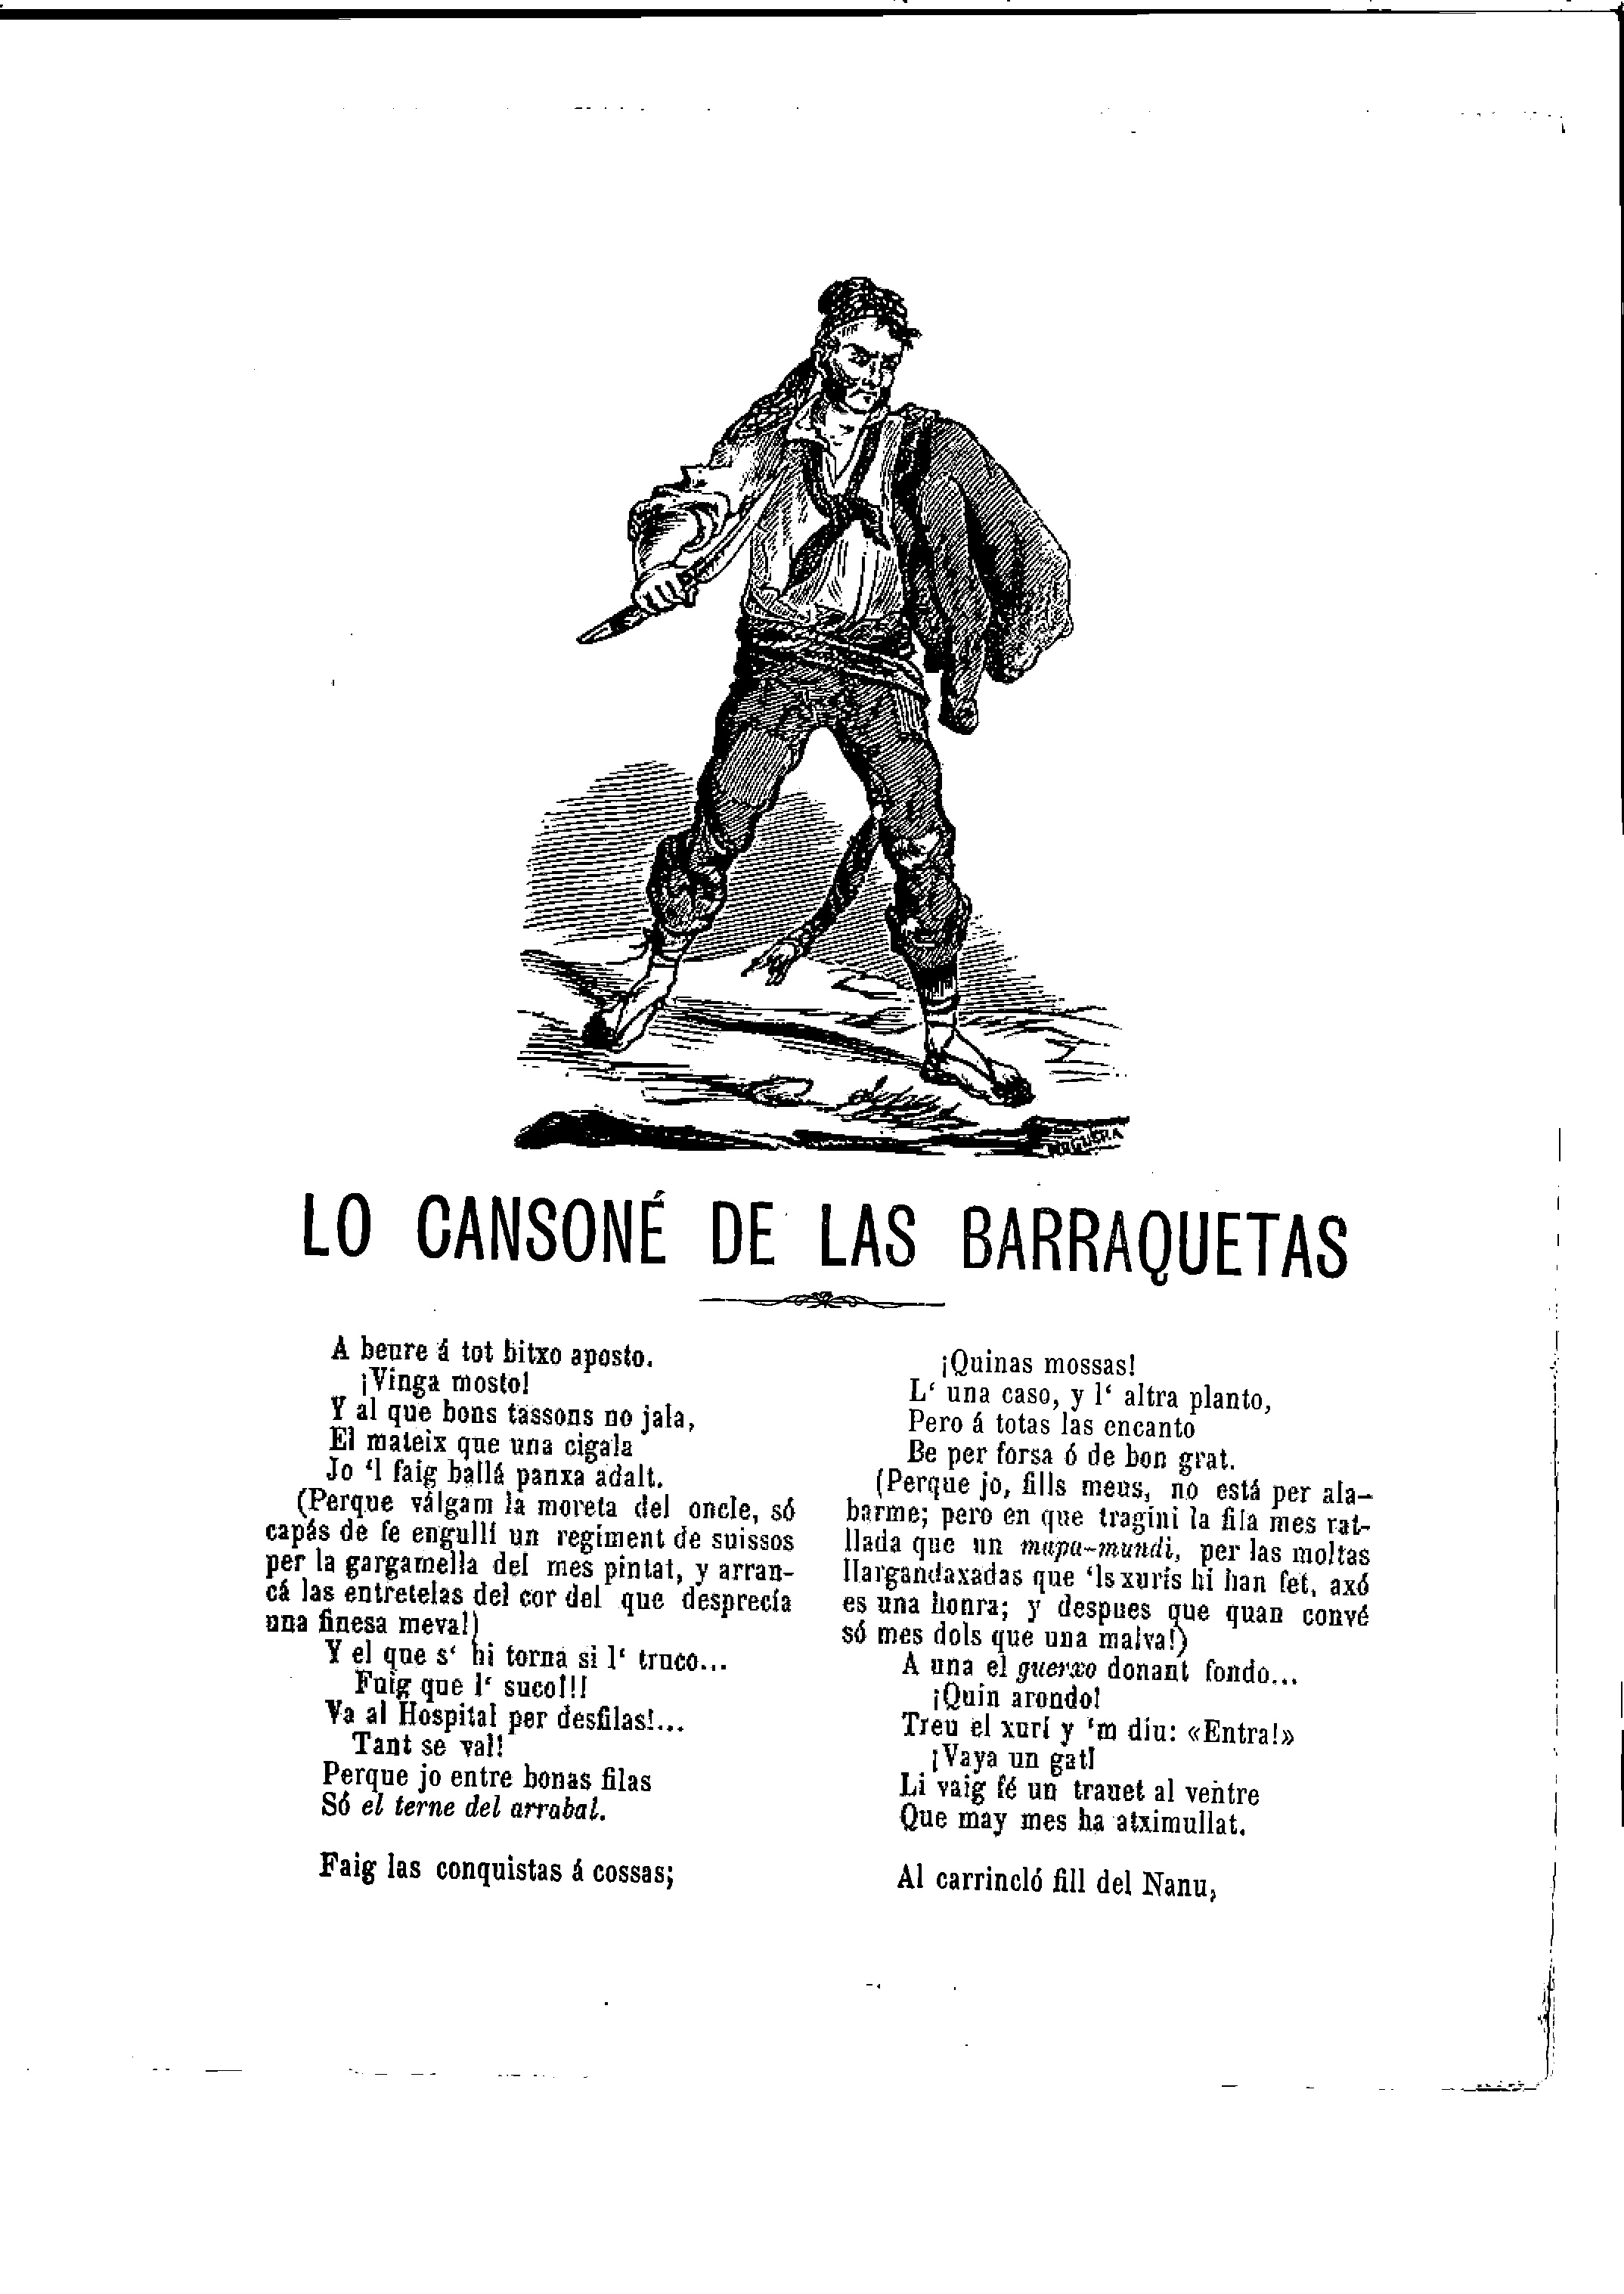 NOGUERA
LO CANSONÉ DE LAS BARRAQUETAS
A beure á tot bitxo aposto.
¡Vinga mosto!
Y al que bons tassons no jala,
El mateix que una cigala
Jo ‘l faig ballá panxa adalt.
(Perque válgam la moreta del oncle, só
capás de fe engullí un regiment de suissos
per la gargamella del mes pintat, y arran-
cá las entretelas del cor del que desprecía
una finesa meva!)
Y el que s‘ hi torna si l‘ truco...
Faig que l‘ suco!!!
Va al Hospital per desfilas!...
Tant se val!
Perque jo entre bonas filas
Só el terne del arrabal.
Faig las conquistas á cossas;
¡Quinas mossas!
L‘ una caso, y l‘ altra planto,
Pero á totas las encanto
Be per forsa ó de bon grat.
(Perque jo, fills meus, no está per ala-
barme; pero en que tragini la fila mes rat-
llada que un mapa-mundi, per las moltas
llargandaxadas que ‘ls xurís hi han fet, axó
es una honra; y despues que quan convé
só mes dols que una malva!)
A una el guerxo donant fondo...
¡Quin arondo!
Treu el xurí y ‘m diu: «Entra!»
¡Vaya un gat!
Li vaig fé un trauet al ventre
Que may mes ha atximullat.
Al carrincló fill del Nanu,